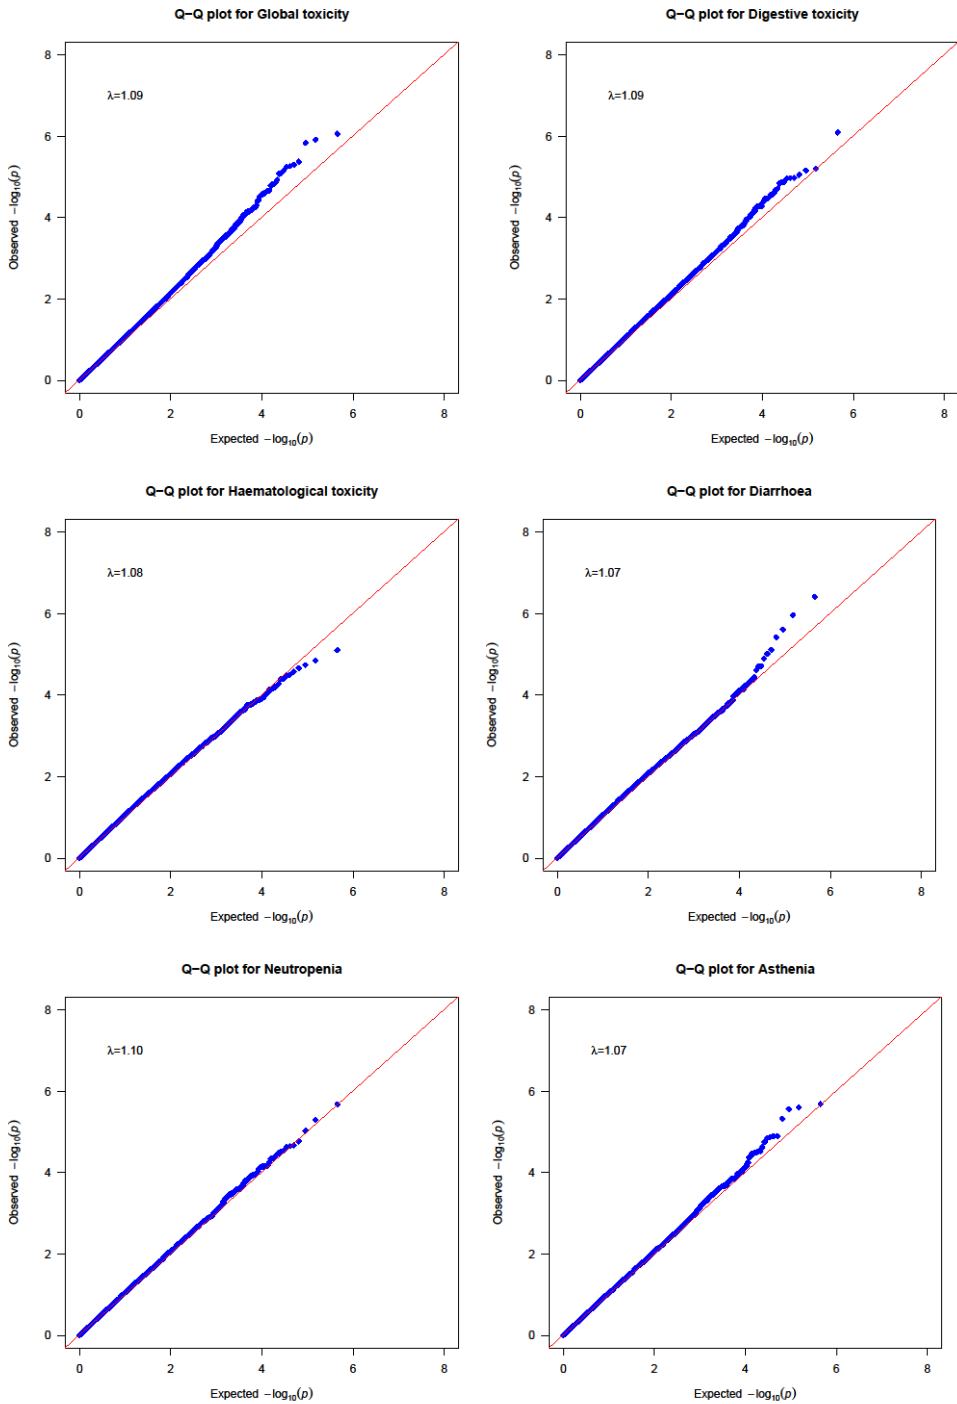 Q−Q plot for Global toxicity
8
6
4
2
0
λ=1.09
Observed −log10(p)
0 2 4 6 8
Expected −log10(p)
Q−Q plot for Digestive toxicity
8
6
4
2
0
λ=1.09
Observed −log10(p)
0 2 4 6 8
Expected −log10(p)
Q−Q plot for Haematological toxicity
8
6
4
2
0
λ=1.08
Observed −log10(p)
0 2 4 6 8
Expected −log10(p)
Q−Q plot for Diarrhoea
8
6
4
2
0
λ=1.07
Observed −log10(p)
0 2 4 6 8
Expected −log10(p)
Q−Q plot for Neutropenia
8
6
4
2
0
λ=1.10
Observed −log10(p)
0 2 4 6 8
Expected −log10(p)
Q−Q plot for Asthenia
8
6
4
2
0
λ=1.07
Observed −log10(p)
0 2 4 6 8
Expected −log10(p)